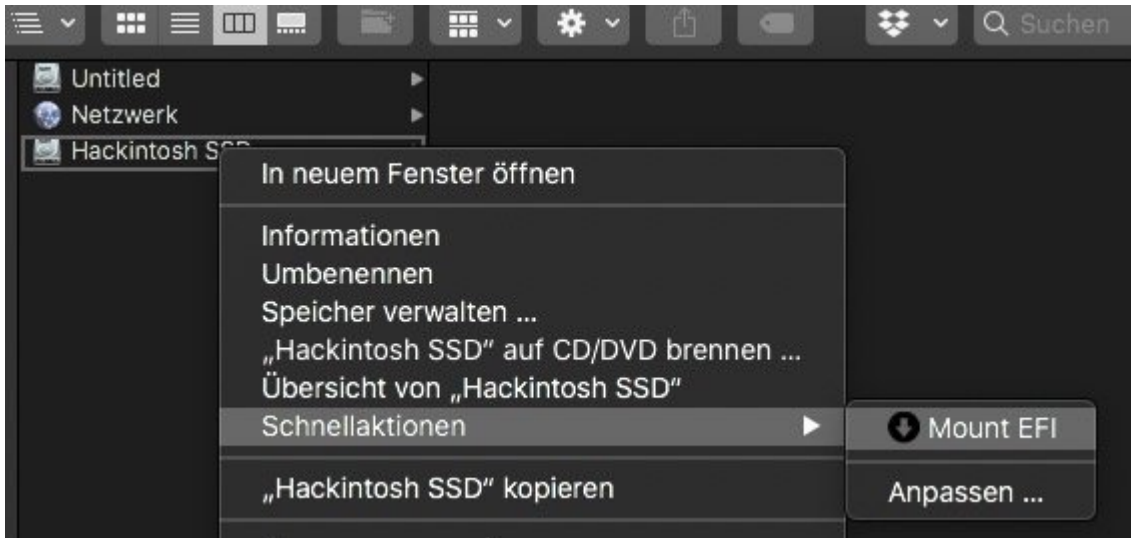 Suchen
Untitled
Netzwerk
Hackintosh SSD
In neuem Fenster öffnen
Informationen
Umbenennen
Speicher verwalten ...
„Hackintosh SSD“ auf CD/DVD brennen ...
Übersicht von „Hackintosh SSD“
Schnellaktionen
Mount EFI
„Hackintosh SSD“ kopieren
Anpassen ...